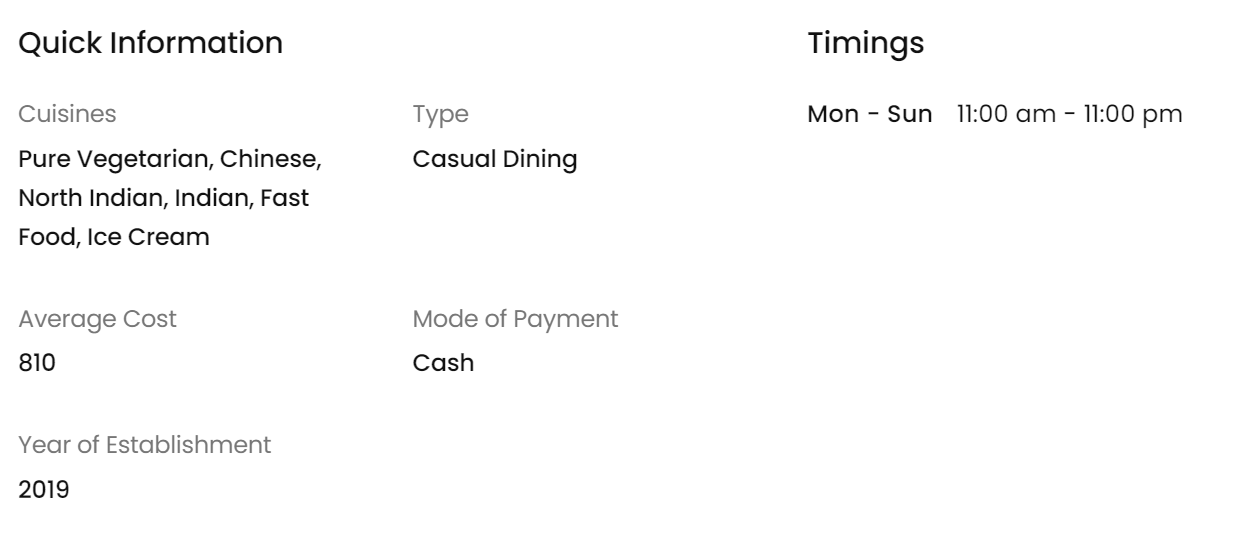 Quick Information
Cuisines
Pure Vegetarian, Chinese,
North Indian, Indian, Fast
Food, Ice Cream
Type
Casual Dining
Average Cost
810
Mode of Payment
Cash
Year of Establishment
2019
Timings
Mon - Sun 11:00 am - 11:00 pm